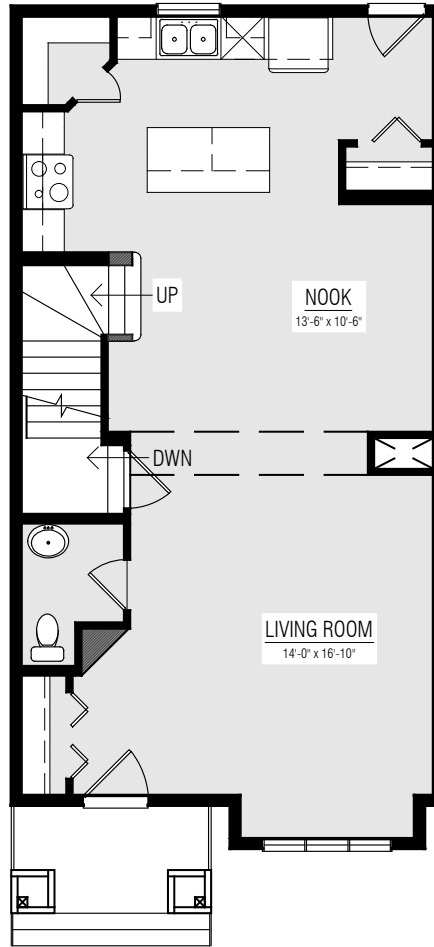 UP
NOOK
13'-6" x 10'-6"
DWN
LIVING ROOM
14'-0" x 16'-10"